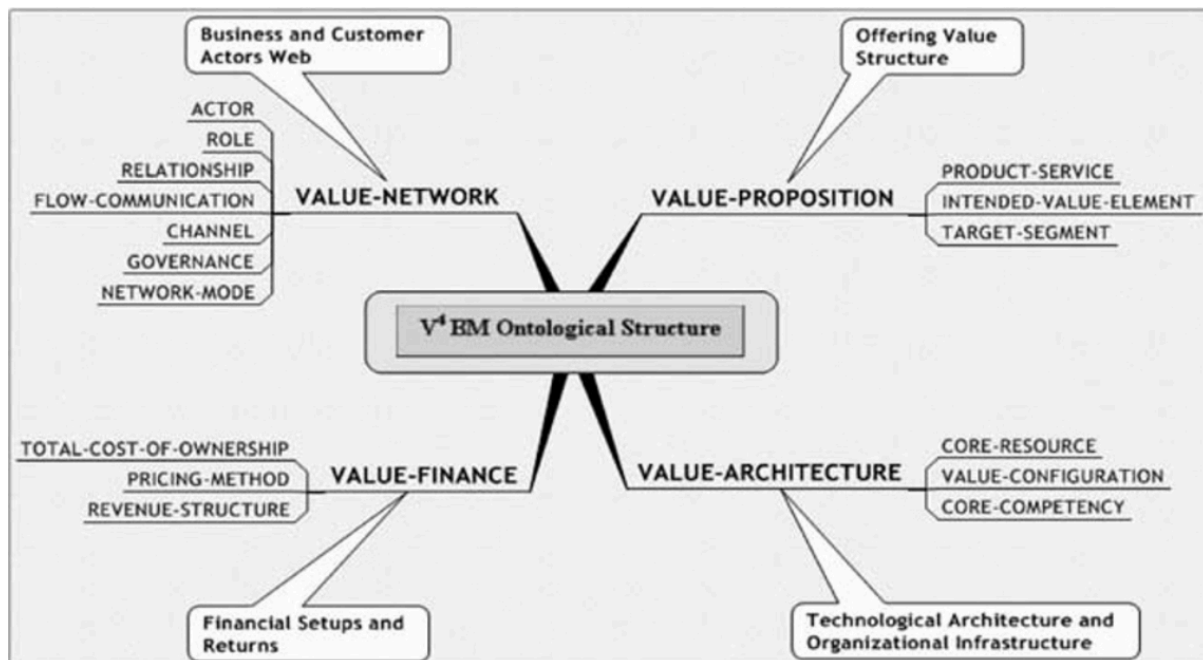 Business and Customer
Actors Web
Offering Value
Structure
ACTOR
ROLE
RELATIONSHIP
FLOW-COMMUNICATION
CHANNEL
GOVERNANCE
NETWORK-MODE
VALUE-NETWORK
VALUE-PROPOSITION
PRODUCT-SERVICE
INTENDED-VALUE-ELEMENT
TARGET-SEGMENT
V⁴ BM Ontological Structure
TOTAL-COST-OF-OWNERSHIP
PRICING-METHOD
REVENUE-STRUCTURE
VALUE-FINANCE
VALUE-ARCHITECTURE
CORE-RESOURCE
VALUE-CONFIGURATION
CORE-COMPETENCY
Financial Setups and
Returns
Technological Architecture and
Organizational Infrastructure